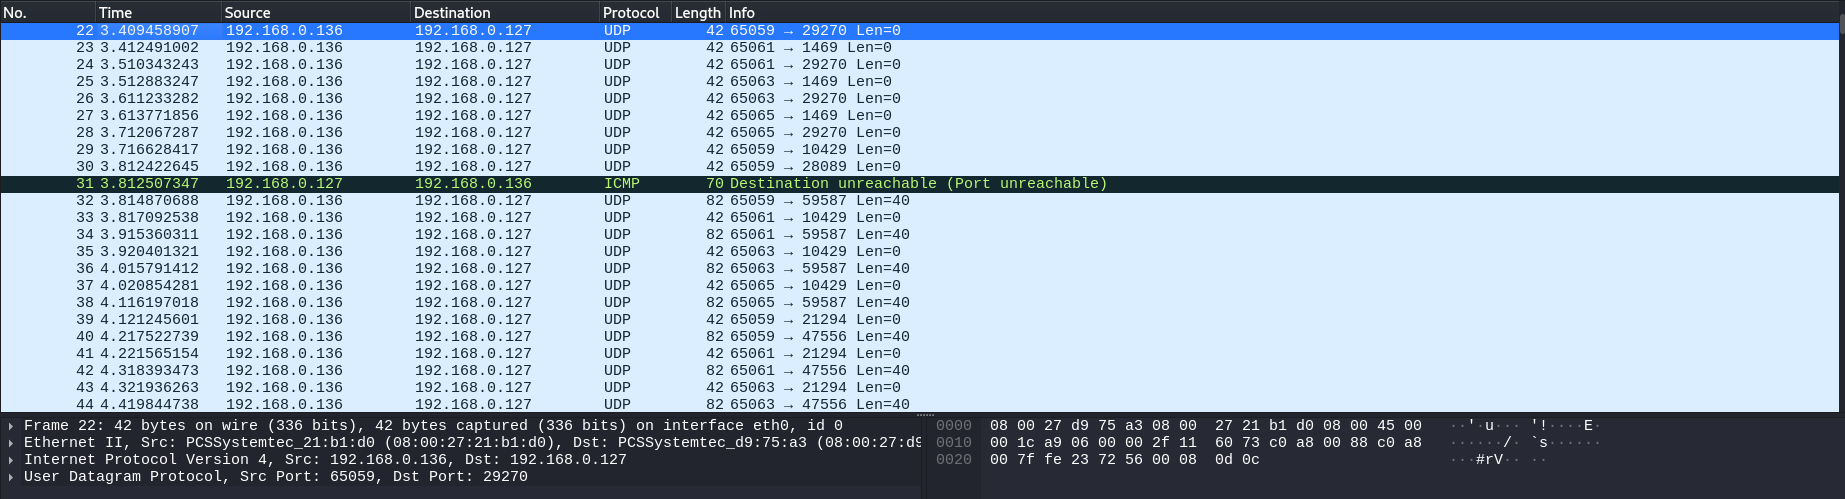 No. Time Source Destination Protocol Length Info
22 3.409458907 192.168.0.136 192.168.0.127 UDP 42 65059 → 29270 Len=0
23 3.412491002 192.168.0.136 192.168.0.127 UDP 42 65061 → 1469 Len=0
24 3.510343243 192.168.0.136 192.168.0.127 UDP 42 65061 → 29270 Len=0
25 3.512883247 192.168.0.136 192.168.0.127 UDP 42 65063 → 1469 Len=0
26 3.611233282 192.168.0.136 192.168.0.127 UDP 42 65063 → 29270 Len=0
27 3.613771856 192.168.0.136 192.168.0.127 UDP 42 65065 → 1469 Len=0
28 3.712067287 192.168.0.136 192.168.0.127 UDP 42 65065 → 29270 Len=0
29 3.716628417 192.168.0.136 192.168.0.127 UDP 42 65059 → 10429 Len=0
30 3.812422645 192.168.0.136 192.168.0.127 UDP 42 65059 → 28089 Len=0
31 3.812507347 192.168.0.127 192.168.0.136 ICMP 70 Destination unreachable (Port unreachable)
32 3.814870688 192.168.0.136 192.168.0.127 UDP 82 65059 → 59587 Len=40
33 3.817092538 192.168.0.136 192.168.0.127 UDP 42 65061 → 10429 Len=0
34 3.915360311 192.168.0.136 192.168.0.127 UDP 82 65061 → 59587 Len=40
35 3.920401321 192.168.0.136 192.168.0.127 UDP 42 65063 → 10429 Len=0
36 4.015791412 192.168.0.136 192.168.0.127 UDP 82 65063 → 59587 Len=40
37 4.020854281 192.168.0.136 192.168.0.127 UDP 42 65065 → 10429 Len=0
38 4.116197018 192.168.0.136 192.168.0.127 UDP 82 65065 → 59587 Len=40
39 4.121245601 192.168.0.136 192.168.0.127 UDP 42 65059 → 21294 Len=0
40 4.217522739 192.168.0.136 192.168.0.127 UDP 82 65059 → 47556 Len=40
41 4.221565154 192.168.0.136 192.168.0.127 UDP 42 65061 → 21294 Len=0
42 4.318393473 192.168.0.136 192.168.0.127 UDP 82 65061 → 47556 Len=40
43 4.321936263 192.168.0.136 192.168.0.127 UDP 42 65063 → 21294 Len=0
44 4.419844738 192.168.0.136 192.168.0.127 UDP 82 65063 → 47556 Len=40
Frame 22: 42 bytes on wire (336 bits), 42 bytes captured (336 bits) on interface eth0, id 0
Ethernet II, Src: PCSSystemtec_21:b1:d0 (08:00:27:21:b1:d0), Dst: PCSSystemtec_d9:75:a3 (08:00:27:d9
Internet Protocol Version 4, Src: 192.168.0.136, Dst: 192.168.0.127
User Datagram Protocol, Src Port: 65059, Dst Port: 29270
0000 08 00 27 d9 75 a3 08 00 27 21 b1 d0 08 00 45 00 ··'·u··· '!····E·
0010 00 1c a9 06 00 00 2f 11 60 73 c0 a8 00 88 c0 a8 ······/· `s······
0020 00 7f fe 23 72 56 00 08 0d 0c ···#rV·· ··